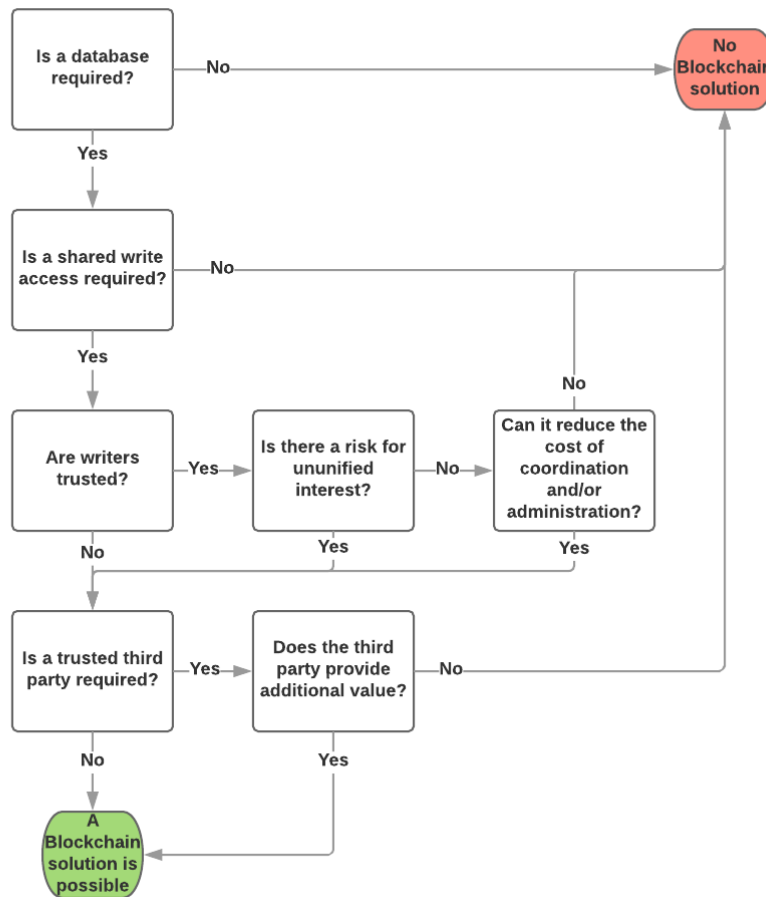 Is a database
required?
No
No
Blockchain
solution
Yes
Is a shared write
access required?
No
Yes
No
Are writers
trusted?
Yes
Is there a risk for
ununified
interest?
No
Can it reduce the
cost of
coordination
and/or
administration?
No
Yes
Yes
Is a trusted third
party required?
Yes
Does the third
party provide
additional value?
No
No
Yes
A
Blockchain
solution is
possible